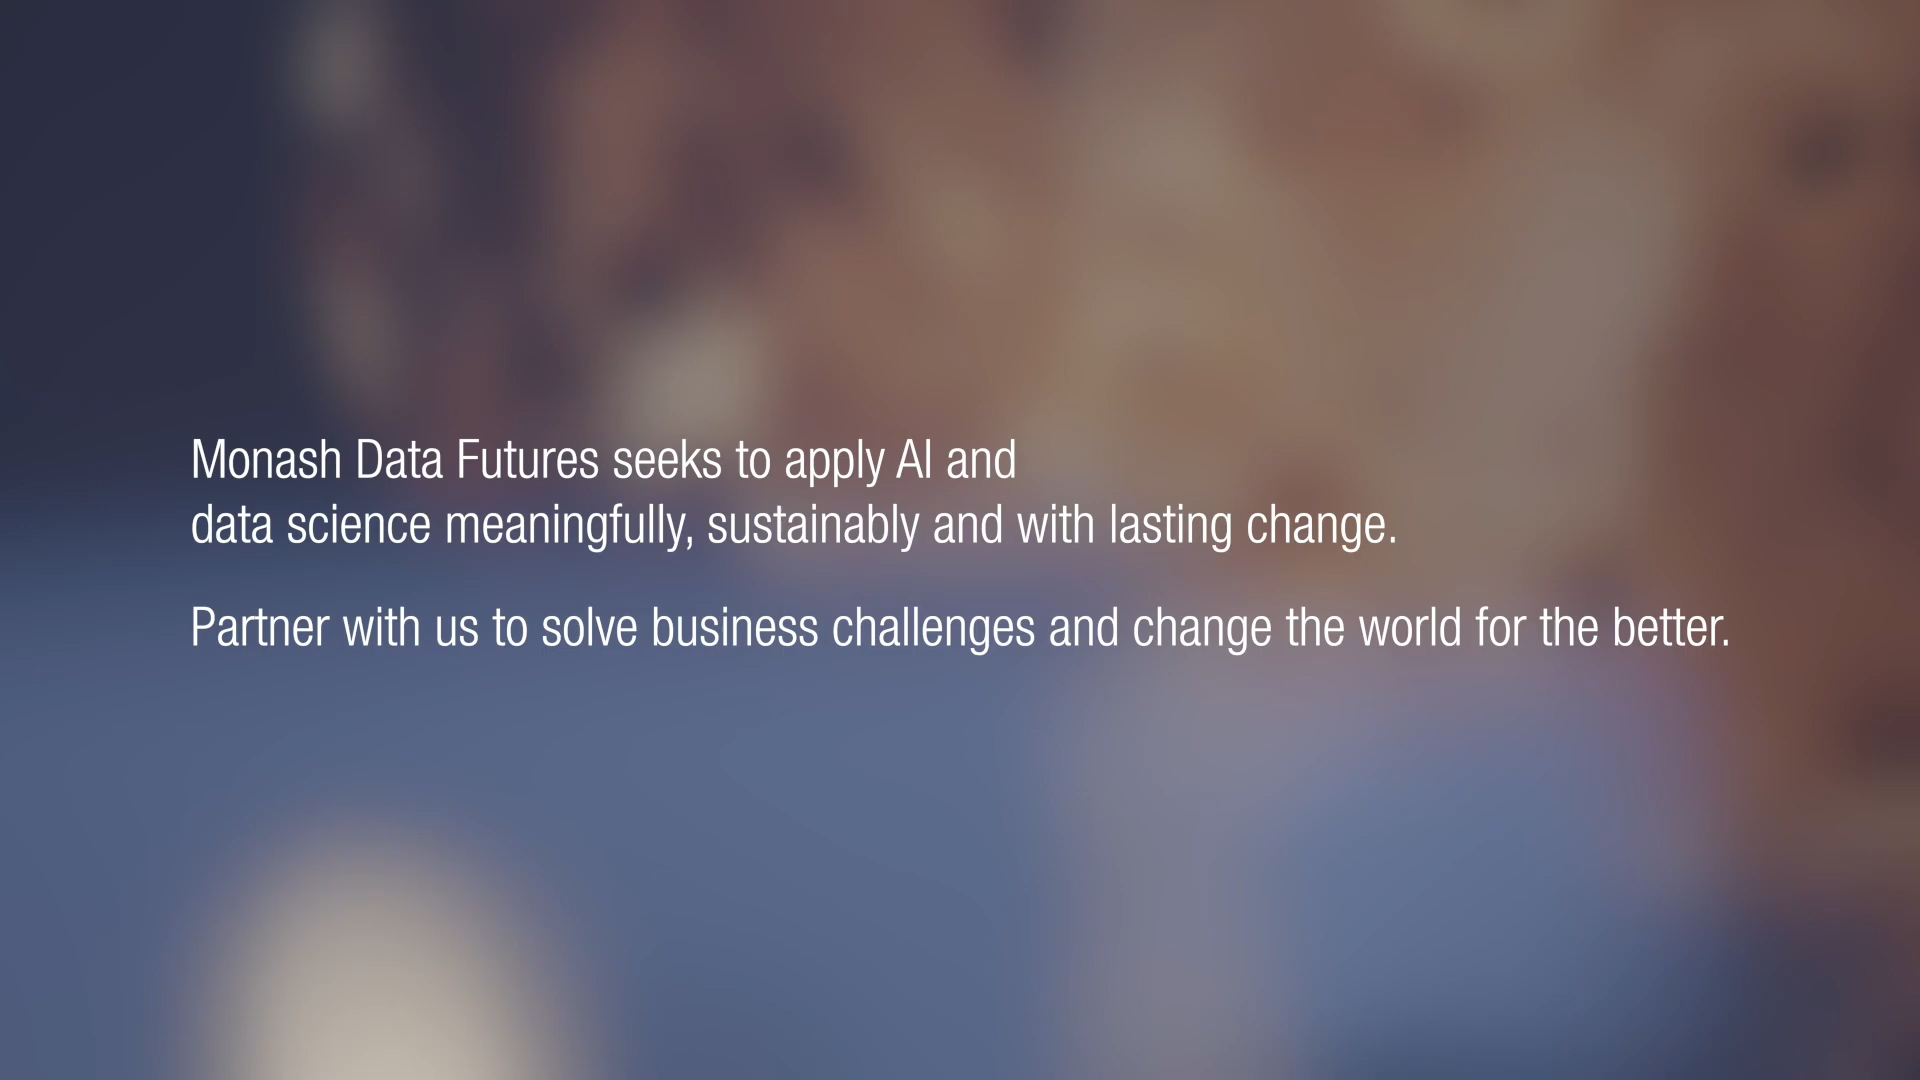 Monash Data Futures seeks to apply AI and
data science meaningfully, sustainably and with lasting change.
Partner with us to solve business challenges and change the world for the better.